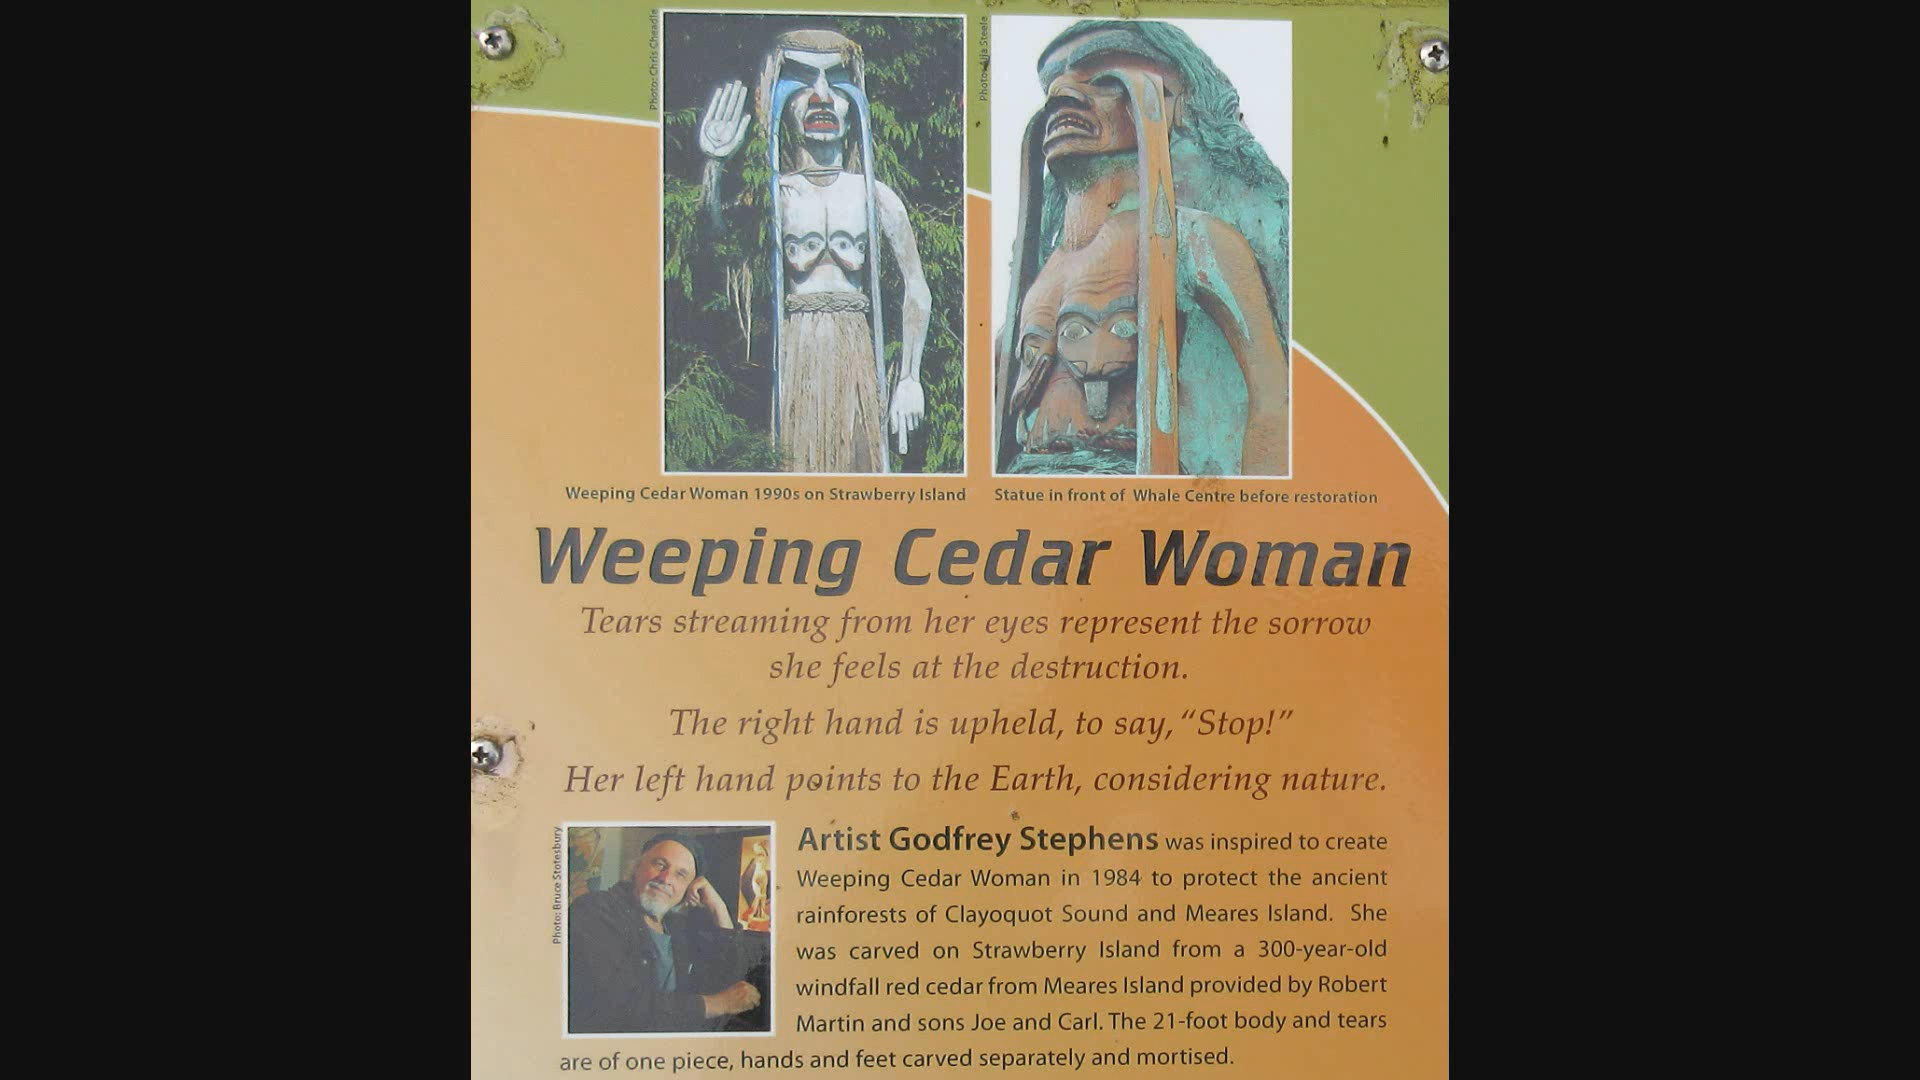 Photo: Chris Cheadle
Photo: Alja Steele
Weeping Cedar Woman 1990s on Strawberry Island
Statue in front of Whale Centre before restoration
Weeping Cedar Woman
Tears streaming from her eyes represent the sorrow
she feels at the destruction.
The right hand is upheld, to say, “Stop!”
Her left hand points to the Earth, considering nature.
Photo: Bruce Stotesbury
Artist Godfrey Stephens was inspired to create
Weeping Cedar Woman in 1984 to protect the ancient
rainforests of Clayoquot Sound and Meares Island. She
was carved on Strawberry Island from a 300-year-old
windfall red cedar from Meares Island provided by Robert
Martin and sons Joe and Carl. The 21-foot body and tears
are of one piece, hands and feet carved separately and mortised.